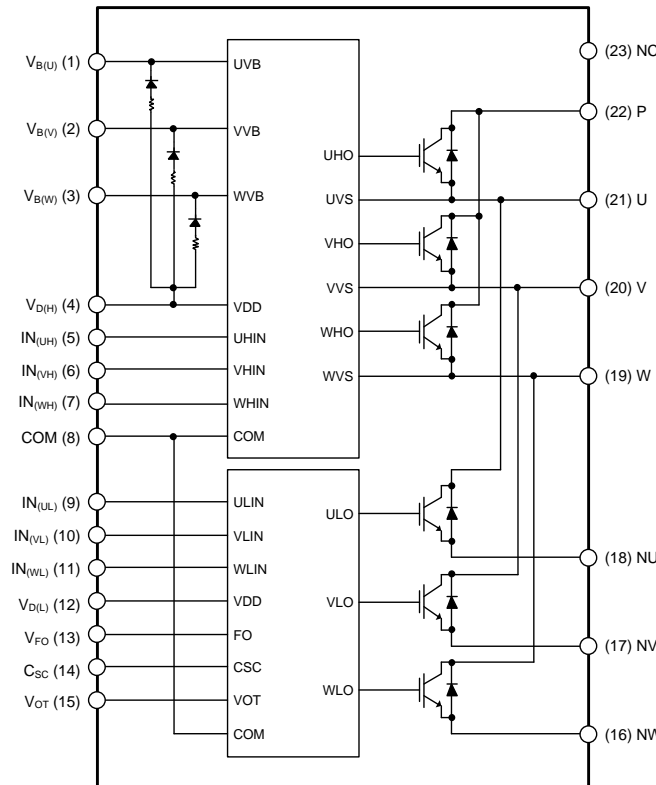 V_B(U) (1)
V_B(V) (2)
V_B(W) (3)
V_D(H) (4)
IN_(UH) (5)
IN_(VH) (6)
IN_(WH) (7)
COM (8)
IN_(UL) (9)
IN_(VL) (10)
IN_(WL) (11)
V_D(L) (12)
V_FO (13)
C_SC (14)
V_OT (15)
UVB
VVB
WVB
VDD
UHIN
VHIN
WHIN
COM
UHO
UVS
VHO
VVS
WHO
WVS
ULIN
VLIN
WLIN
VDD
FO
CSC
VOT
COM
ULO
VLO
WLO
(23) NC
(22) P
(21) U
(20) V
(19) W
(18) NU
(17) NV
(16) NW